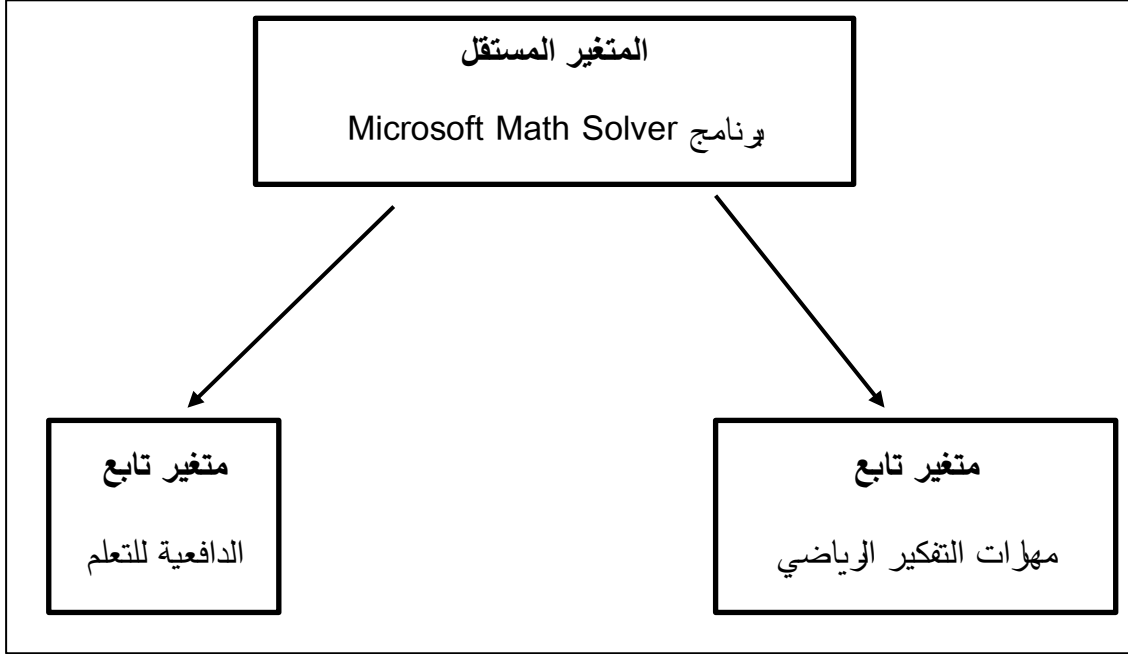 المتغير المستقل
برنامج Microsoft Math Solver
متغير تابع
مهارات التفكير الرياضي
متغير تابع
الدافعية للتعلم